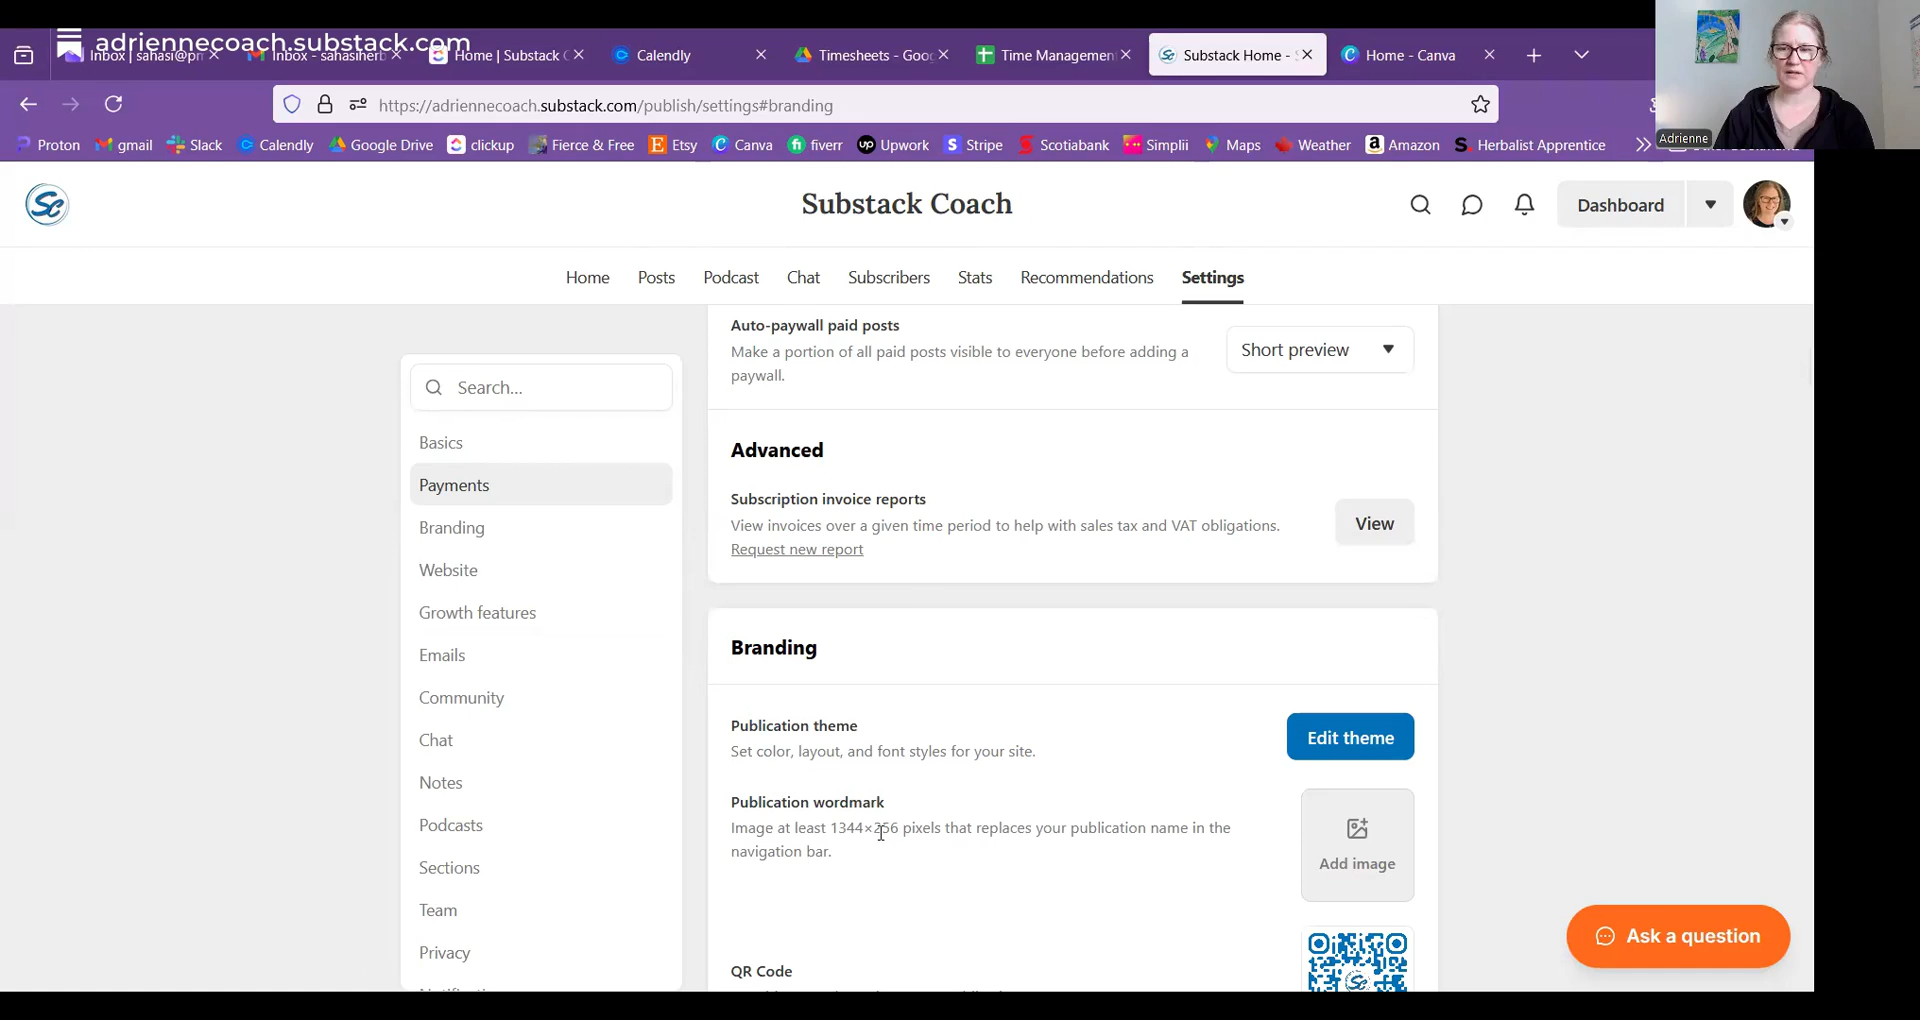 adriennecoach.substack.com
Inbox | sahasi@pm
Inbox - sahasiherb
Home | Substack C
Calendly
Timesheets - Goog
Time Management
Substack Home - S
Home - Canva
https://adriennecoach.substack.com/publish/settings#branding
Adrienne
Proton
gmail
Slack
Calendly
Google Drive
clickup
Fierce & Free
Etsy
Canva
fiverr
Upwork
Stripe
Scotiabank
Simplii
Maps
Weather
Amazon
Herbalist Apprentice
Sc
Substack Coach
Dashboard
Home
Posts
Podcast
Chat
Subscribers
Stats
Recommendations
Settings
Search...
Basics
Payments
Branding
Website
Growth features
Emails
Community
Chat
Notes
Podcasts
Sections
Team
Privacy
Auto-paywall paid posts
Make a portion of all paid posts visible to everyone before adding a
paywall.
Short preview
Advanced
Subscription invoice reports
View invoices over a given time period to help with sales tax and VAT obligations.
Request new report
View
Branding
Publication theme
Set color, layout, and font styles for your site.
Edit theme
Publication wordmark
Image at least 1344×256 pixels that replaces your publication name in the
navigation bar.
Add image
QR Code
Ask a question